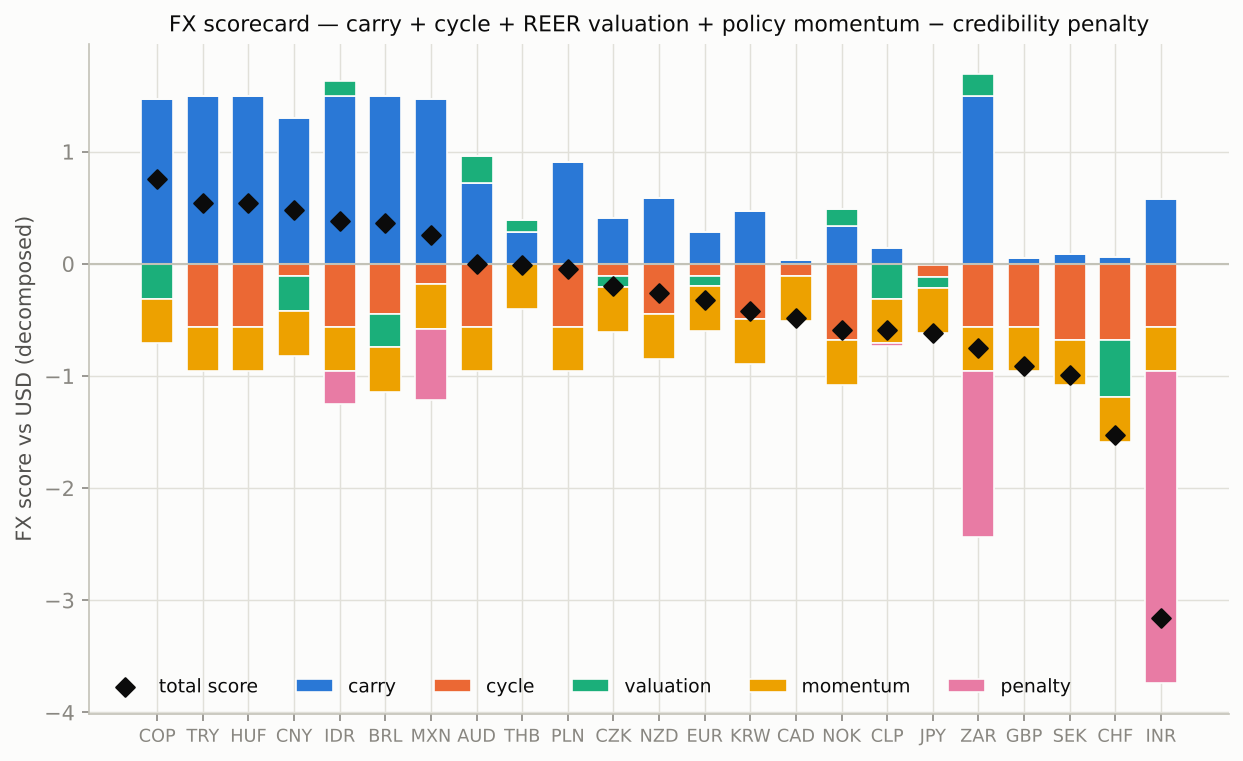 FX scorecard — carry + cycle + REER valuation + policy momentum − credibility penalty
FX score vs USD (decomposed)
1
0
−1
−2
−3
−4
total score carry cycle valuation momentum penalty
COP TRY HUF CNY IDR BRL MXN AUD THB PLN CZK NZD EUR KRW CAD NOK CLP JPY ZAR GBP SEK CHF INR